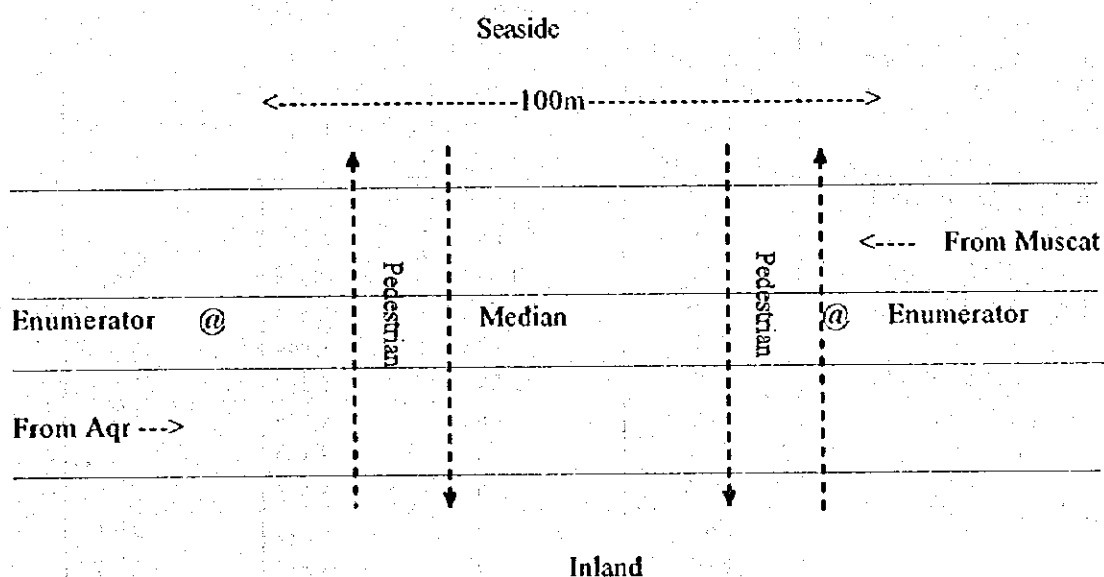 Seaside
<-----------------------100m----------------------->
<---- From Muscat
Pedestrian
Pedestrian
Enumerator @
Median
@ Enumerator
From Aqr --->
Inland